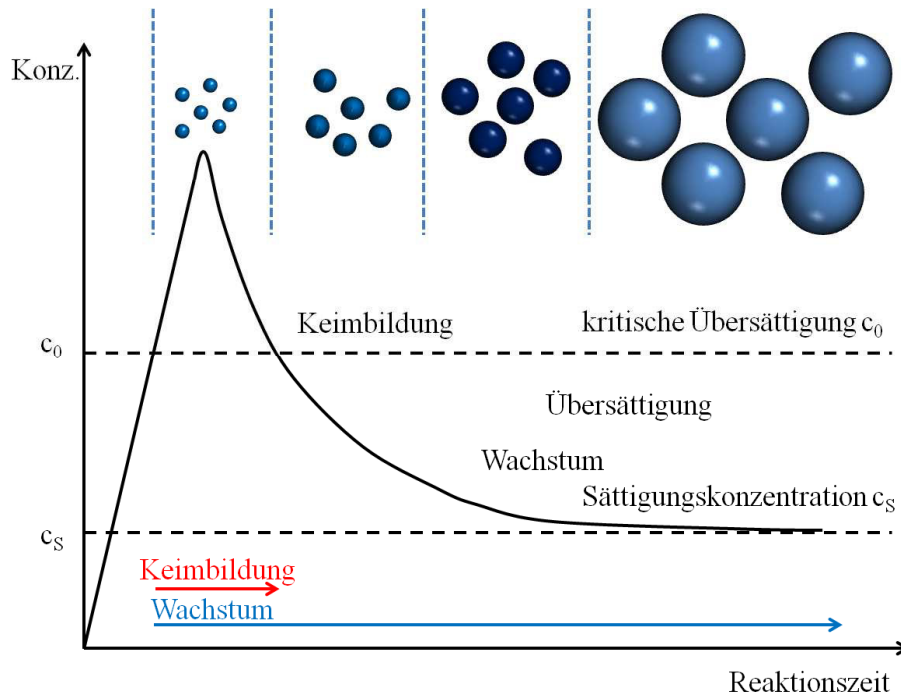 Konz.
Keimbildung
kritische Übersättigung c₀
c₀
Übersättigung
Wachstum
Sättigungskonzentration cS
cS
Keimbildung
Wachstum
Reaktionszeit